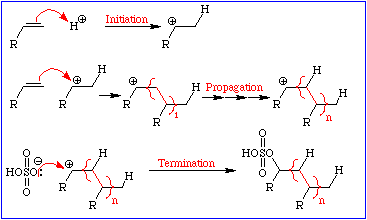 H⊕ Initiation ⊕
R R
H H H
⊕ ⊕ Propagation ⊕
R R R 1 R n
O ⊖ H HOSO H
HOSO: ⊕ Termination
O R H R H
R n R n